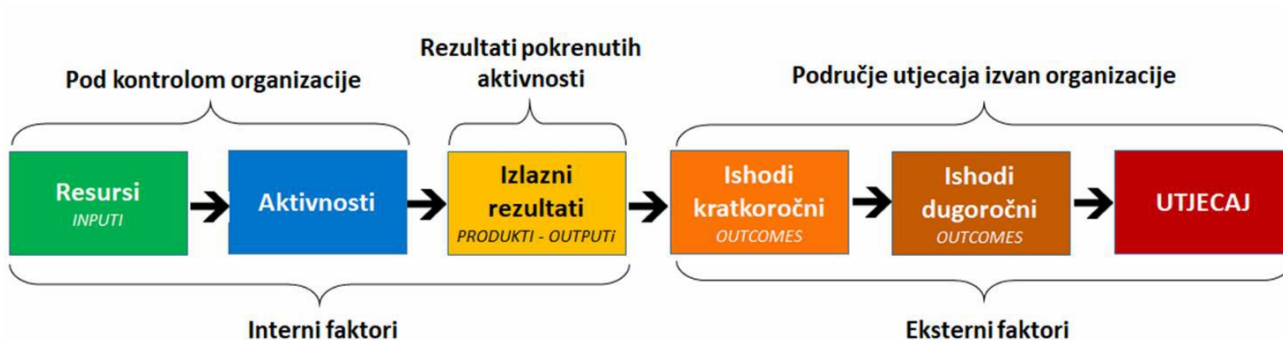 Pod kontrolom organizacije
Rezultati pokrenutih
aktivnosti
Područje utjecaja izvan organizacije
Resursi
INPUTI
Aktivnosti
Izlazni
rezultati
PRODUKTI - OUTPUTi
Ishodi
kratkoročni
OUTCOMES
Ishodi
dugoročni
OUTCOMES
UTJECAJ
Interni faktori
Eksterni faktori